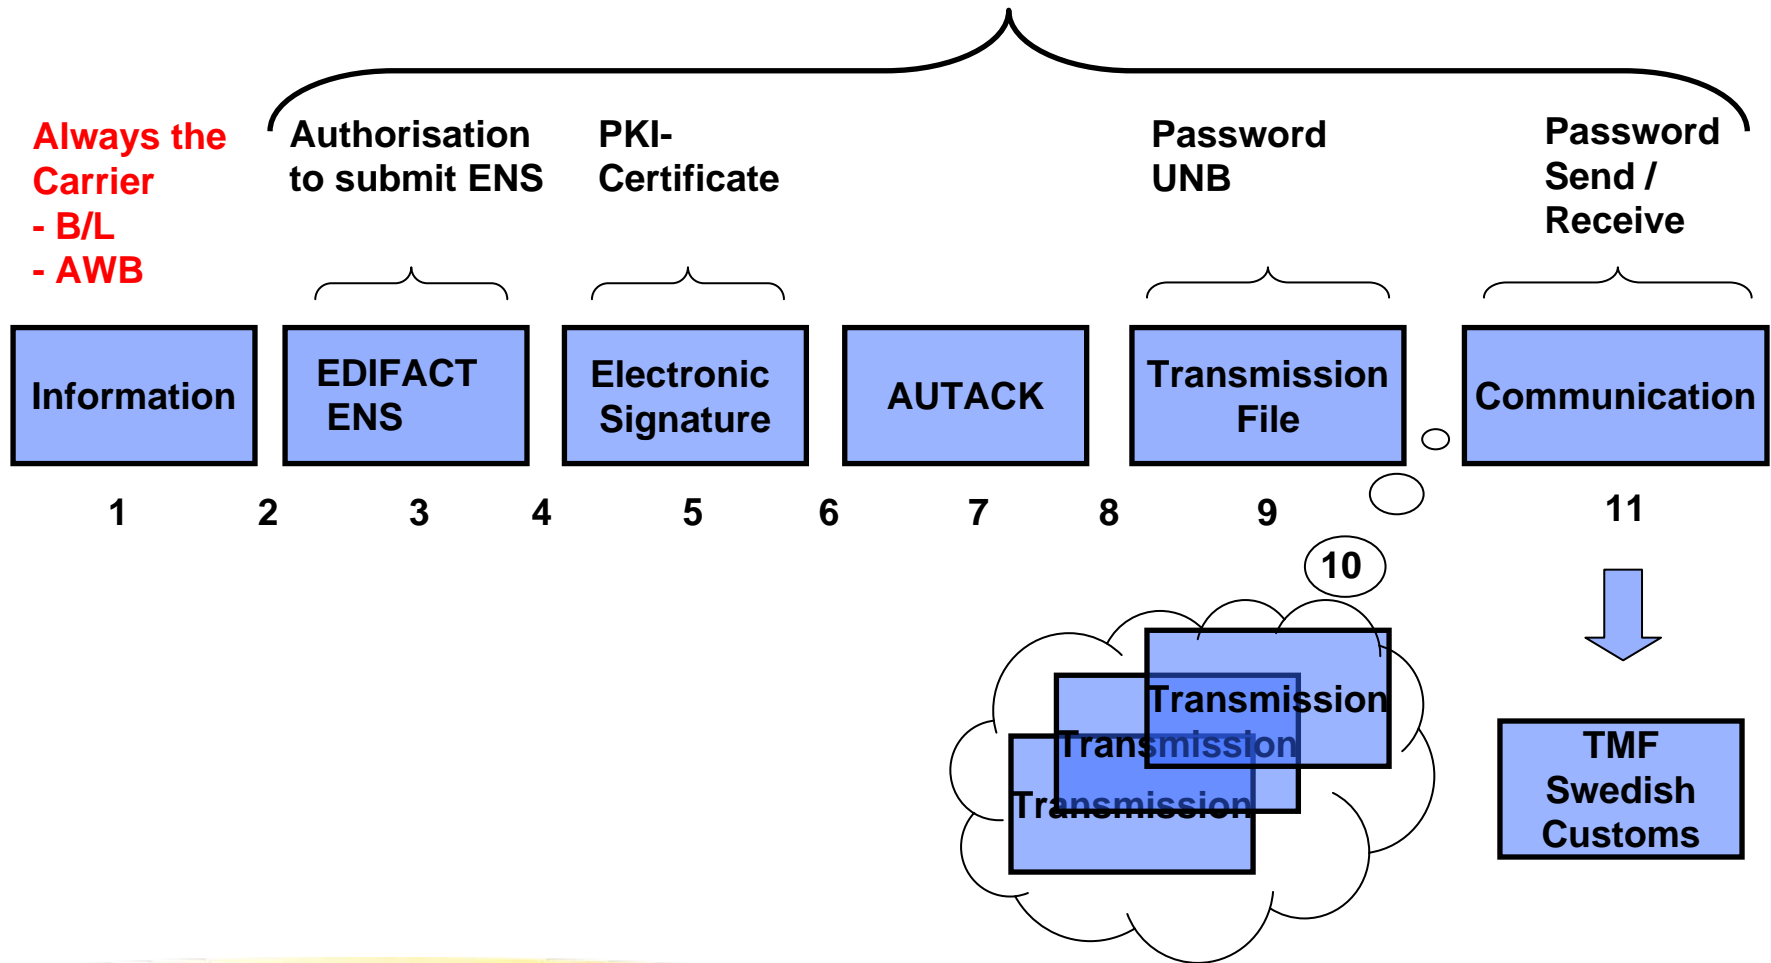 Always the
Carrier
- B/L
- AWB
Authorisation
to submit ENS
PKI-
Certificate
Password
UNB
Password
Send /
Receive
Information
EDIFACT
ENS
Electronic
Signature
AUTACK
Transmission
File
Communication
1
2
3
4
5
6
7
8
9
11
10
Transmission
Transmission
Transmission
TMF
Swedish
Customs